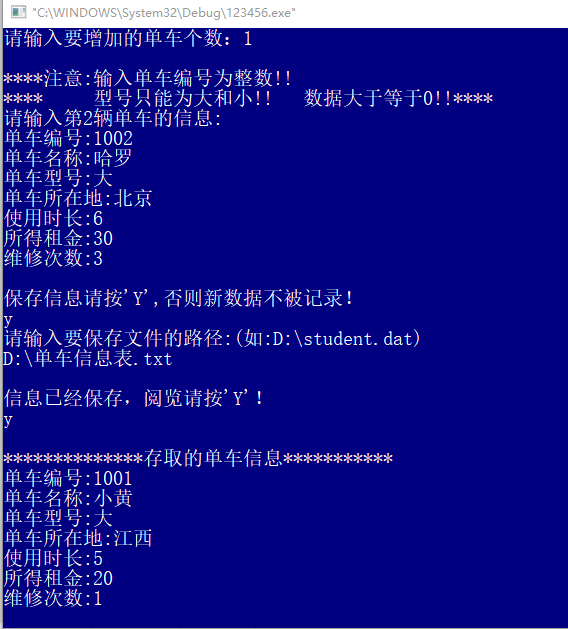 "C:\WINDOWS\System32\Debug\123456.exe"
请输入要增加的单车个数：1
****注意:输入单车编号为整数!!
**** 型号只能为大和小!! 数据大于等于0!!****
请输入第2辆单车的信息:
单车编号:1002
单车名称:哈罗
单车型号:大
单车所在地:北京
使用时长:6
所得租金:30
维修次数:3
保存信息请按'Y',否则新数据不被记录!
y
请输入要保存文件的路径:(如:D:\student.dat)
D:\单车信息表.txt
信息已经保存，阅览请按'Y'!
y
**************存取的单车信息***********
单车编号:1001
单车名称:小黄
单车型号:大
单车所在地:江西
使用时长:5
所得租金:20
维修次数:1